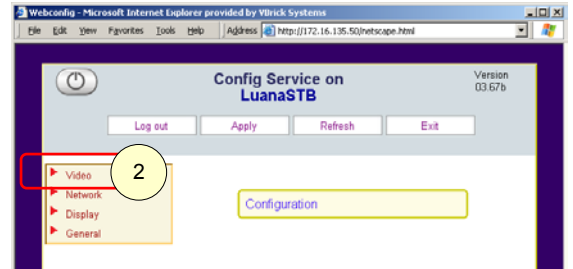 Webconfig - Microsoft Internet Explorer provided by VBrick Systems
File Edit View Favorites Tools Help Address http://172.16.135.50/netscape.html
Config Service on
LuanaSTB
Version
03.67b
Log out Apply Refresh Exit
Video
2
Network
Display
General
Configuration